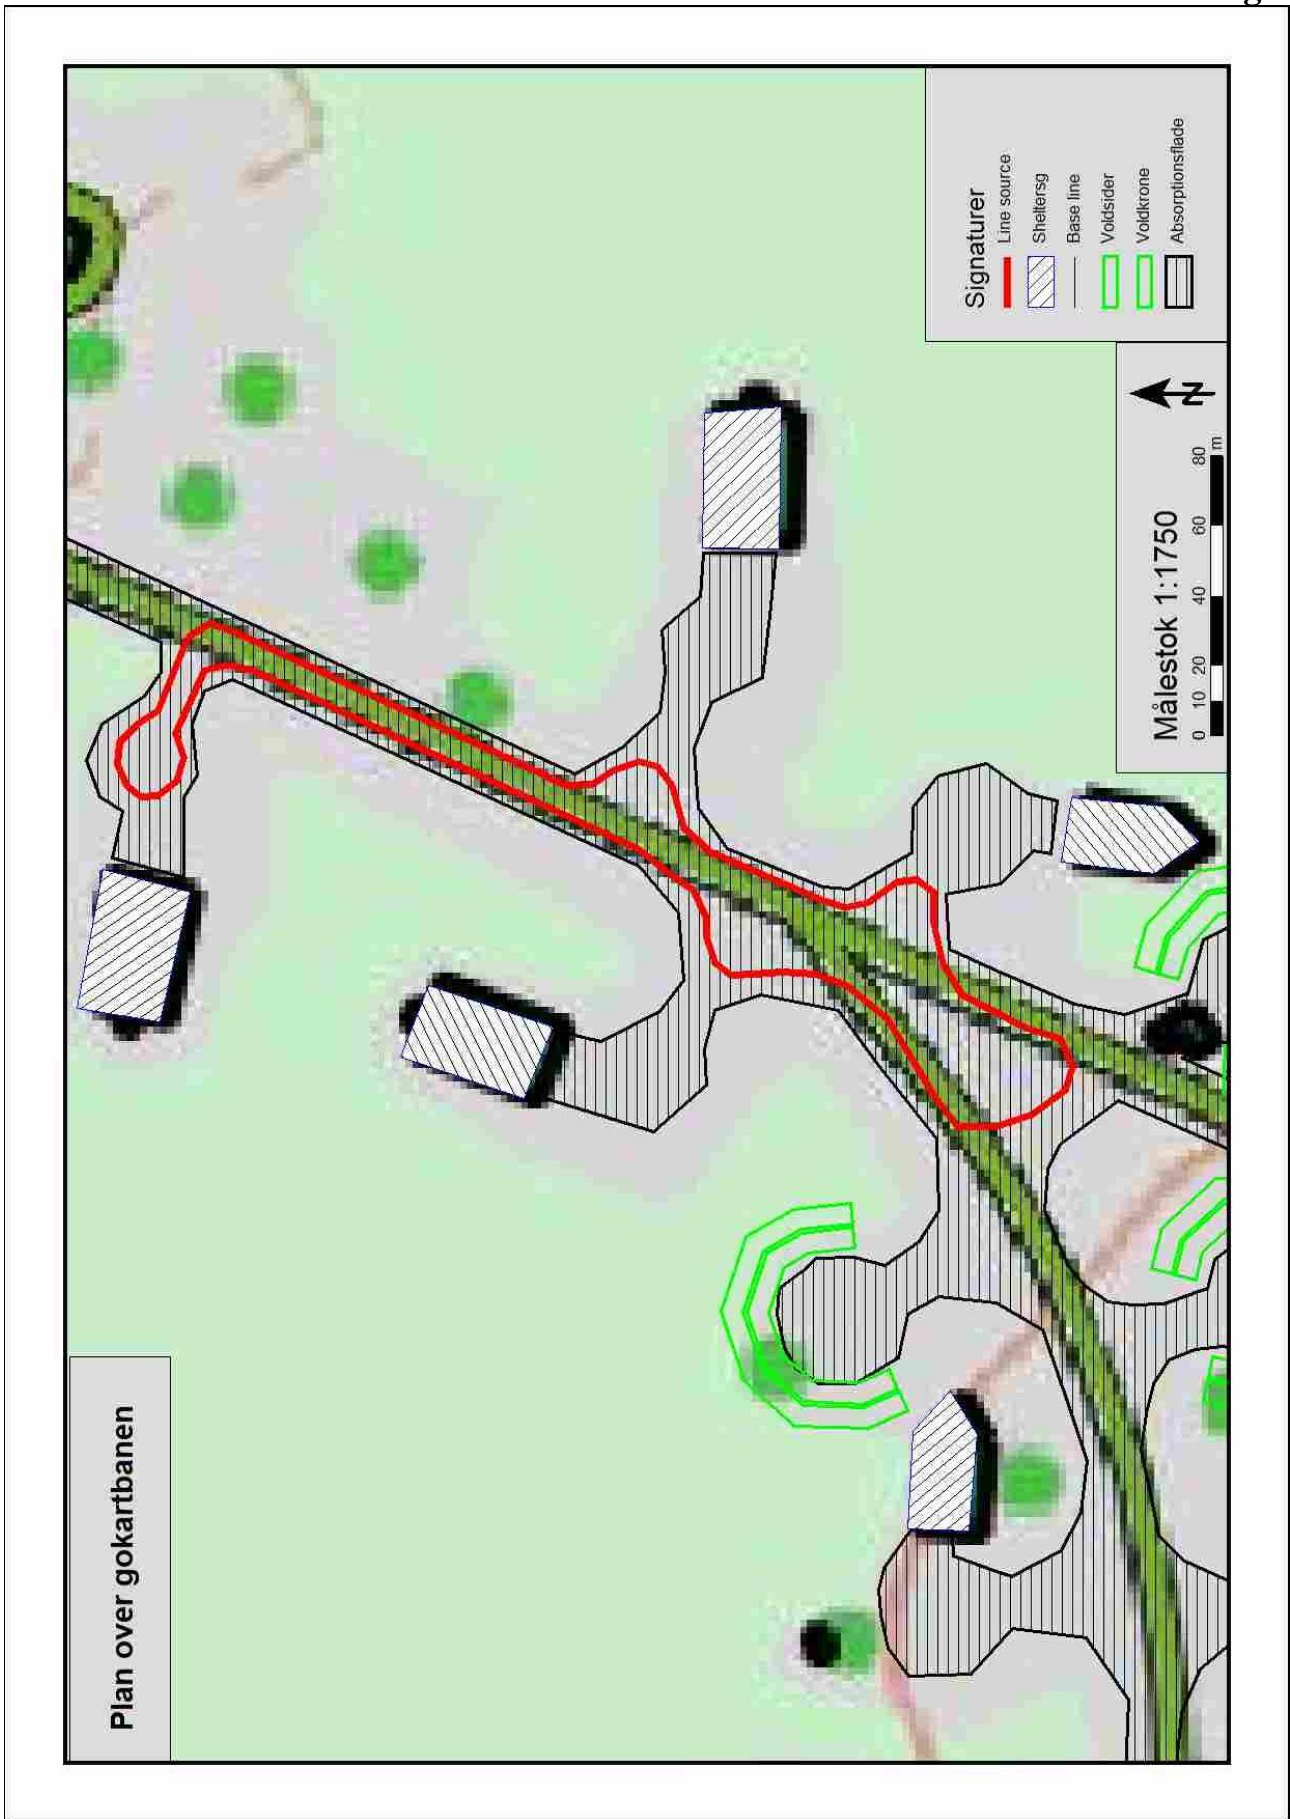 Plan over gokartbanen
Signaturer
Line source
Sheltersg
Base line
Voldsider
Voldkrone
Absorptionsflade
Målestok 1:1750
0 10 20 40 60 80
m
N